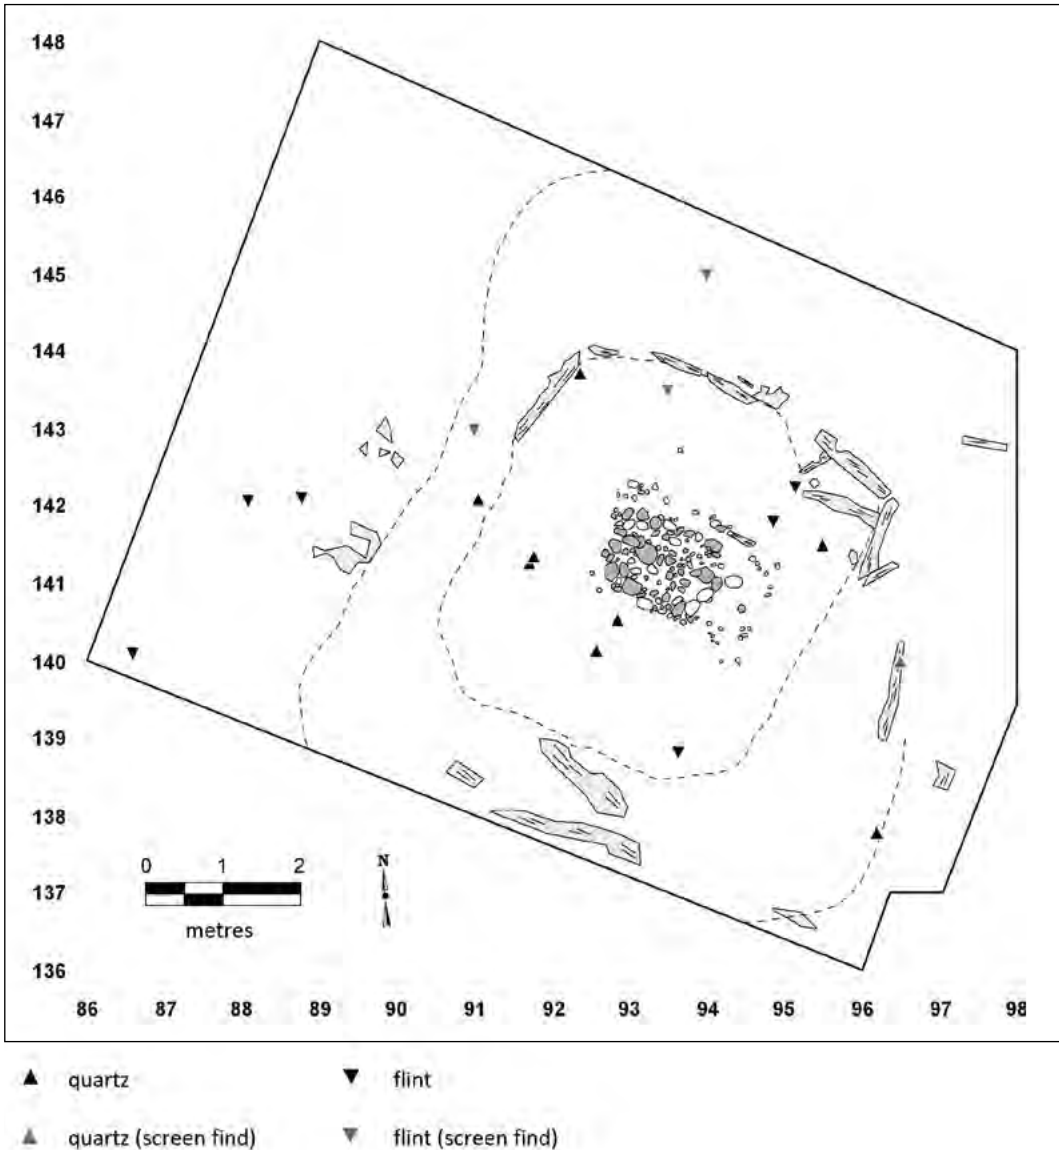 148
147
146
145
144
143
142
141
140
139
138
137
136
0 1 2
metres
N
86 87 88 89 90 91 92 93 94 95 96 97 98
quartz flint
quartz (screen find) flint (screen find)